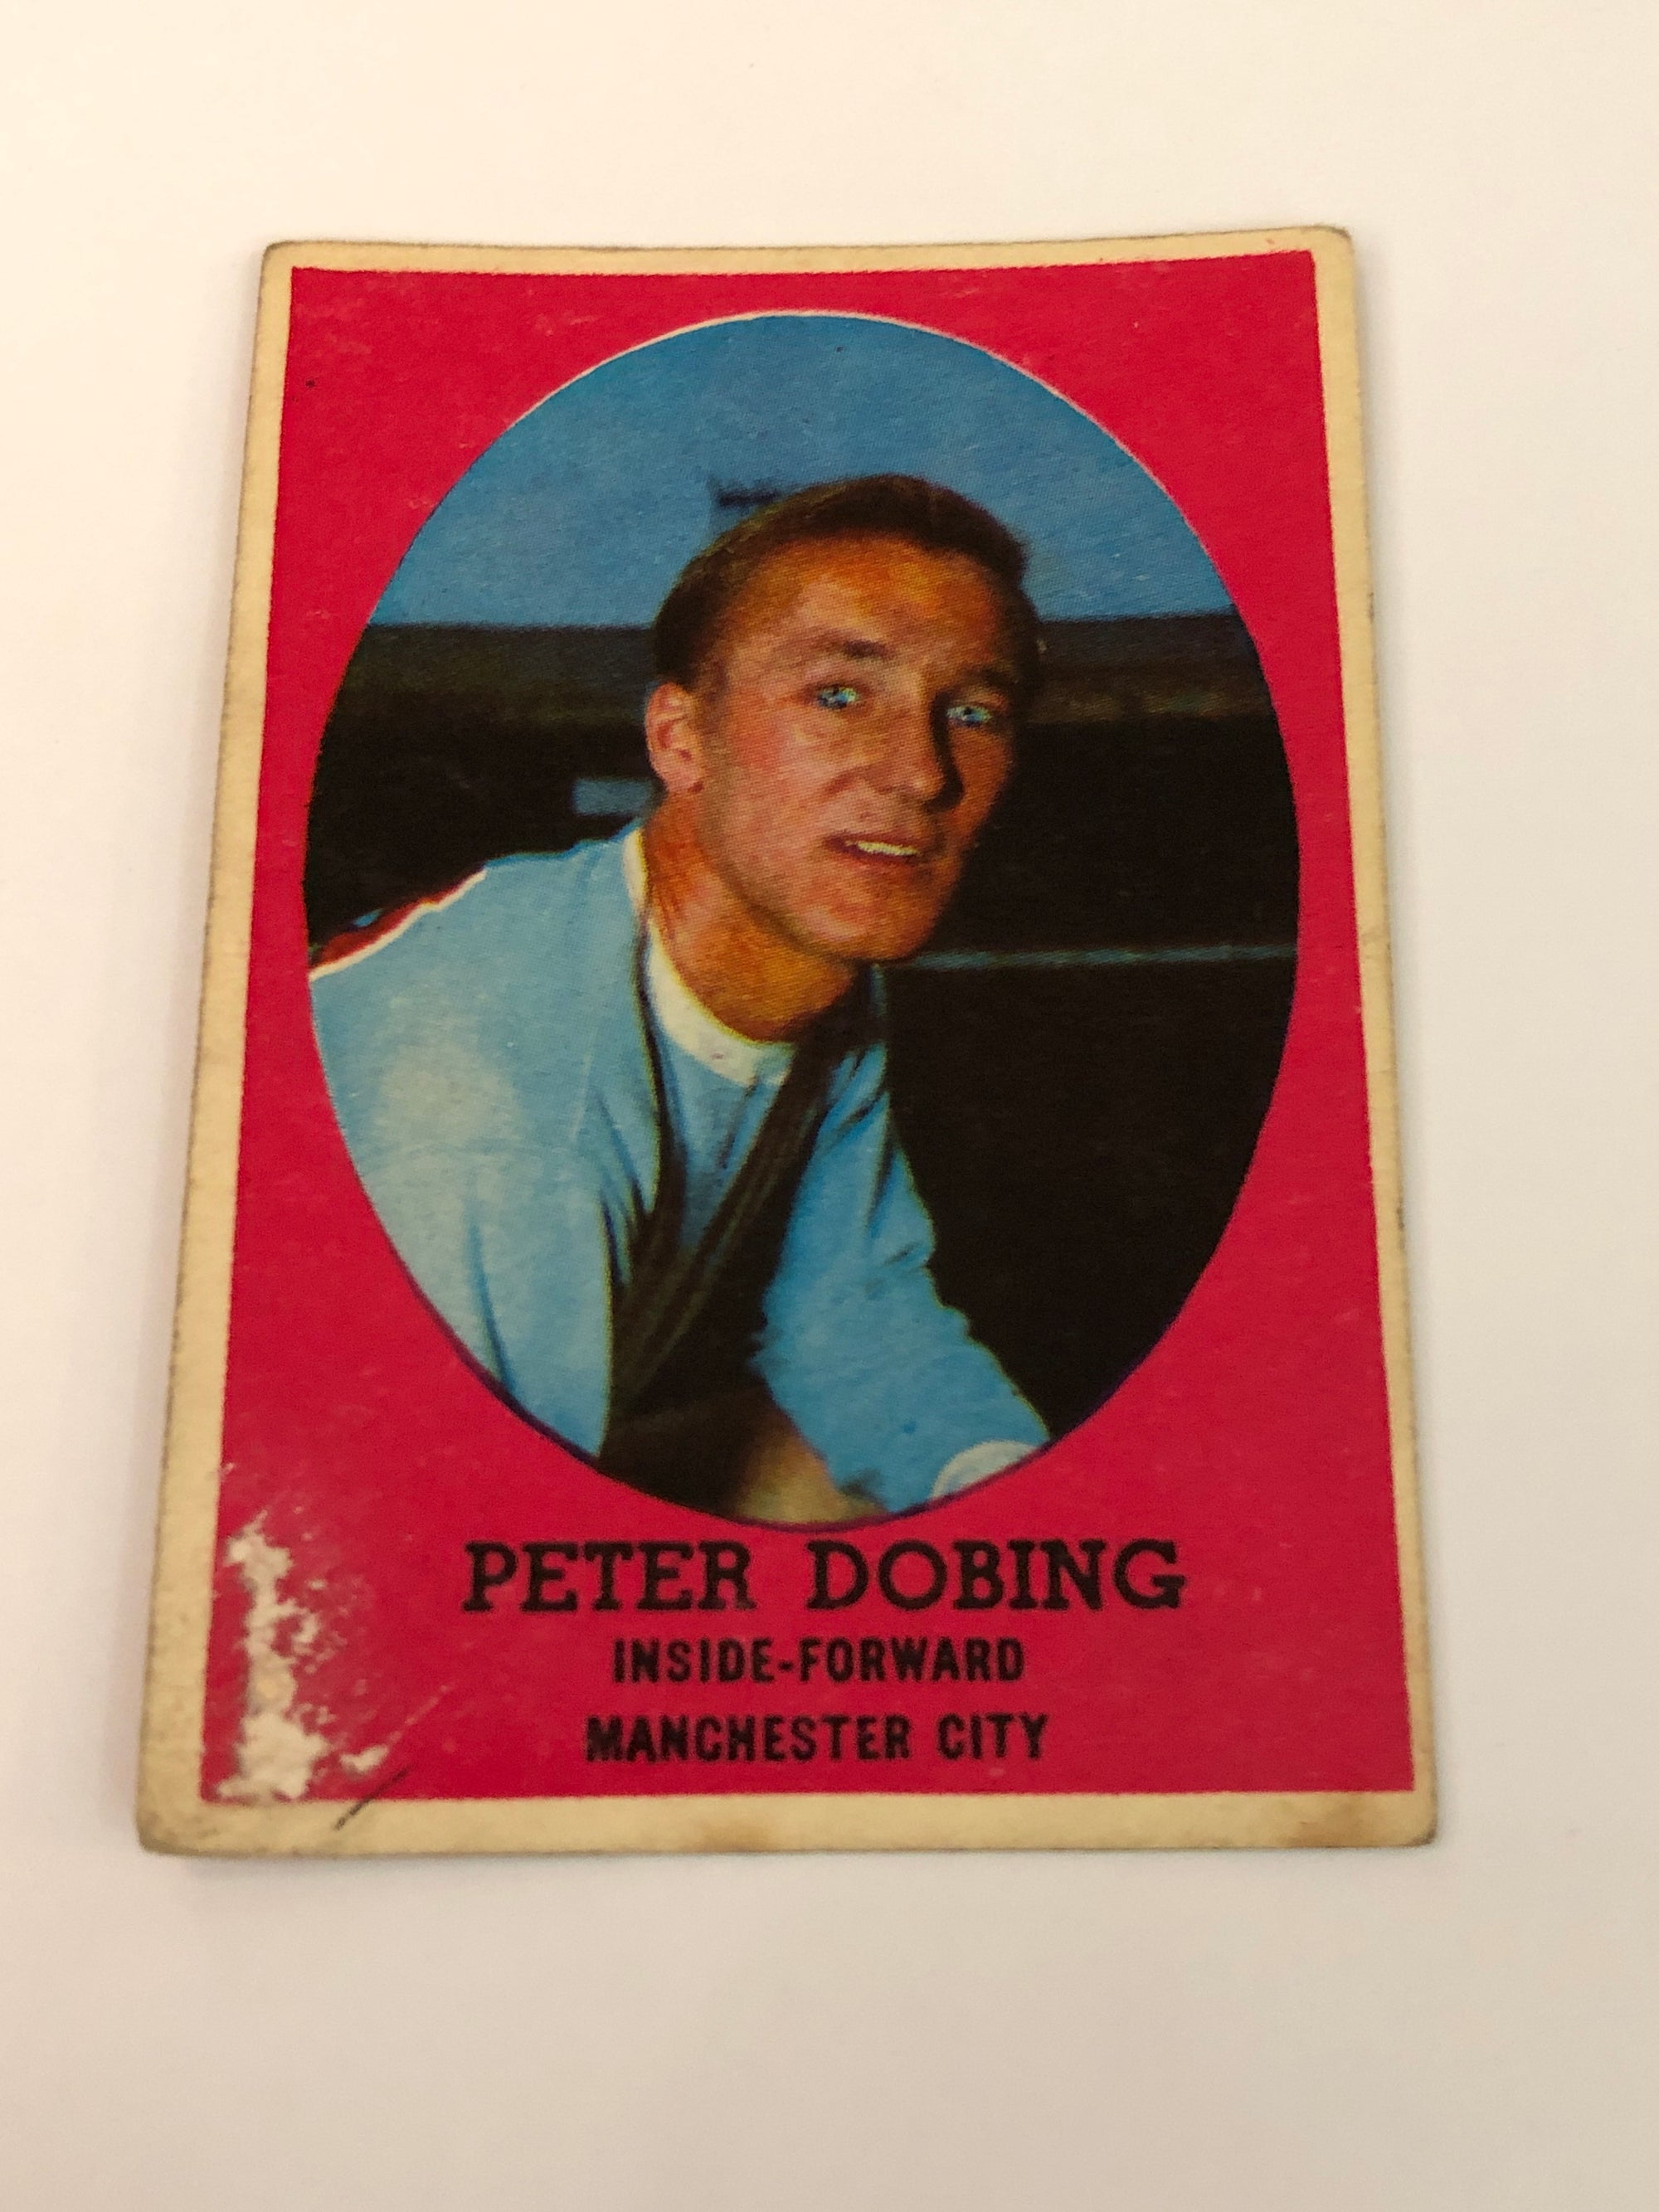 PETER DOBING
INSIDE-FORWARD
MANCHESTER CITY